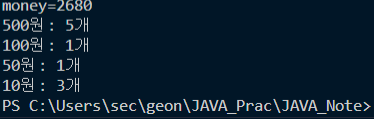 money=2680
500원 : 5개
100원 : 1개
50원 : 1개
10원 : 3개
PS C:\Users\sec\geon\JAVA_Prac\JAVA_Note>